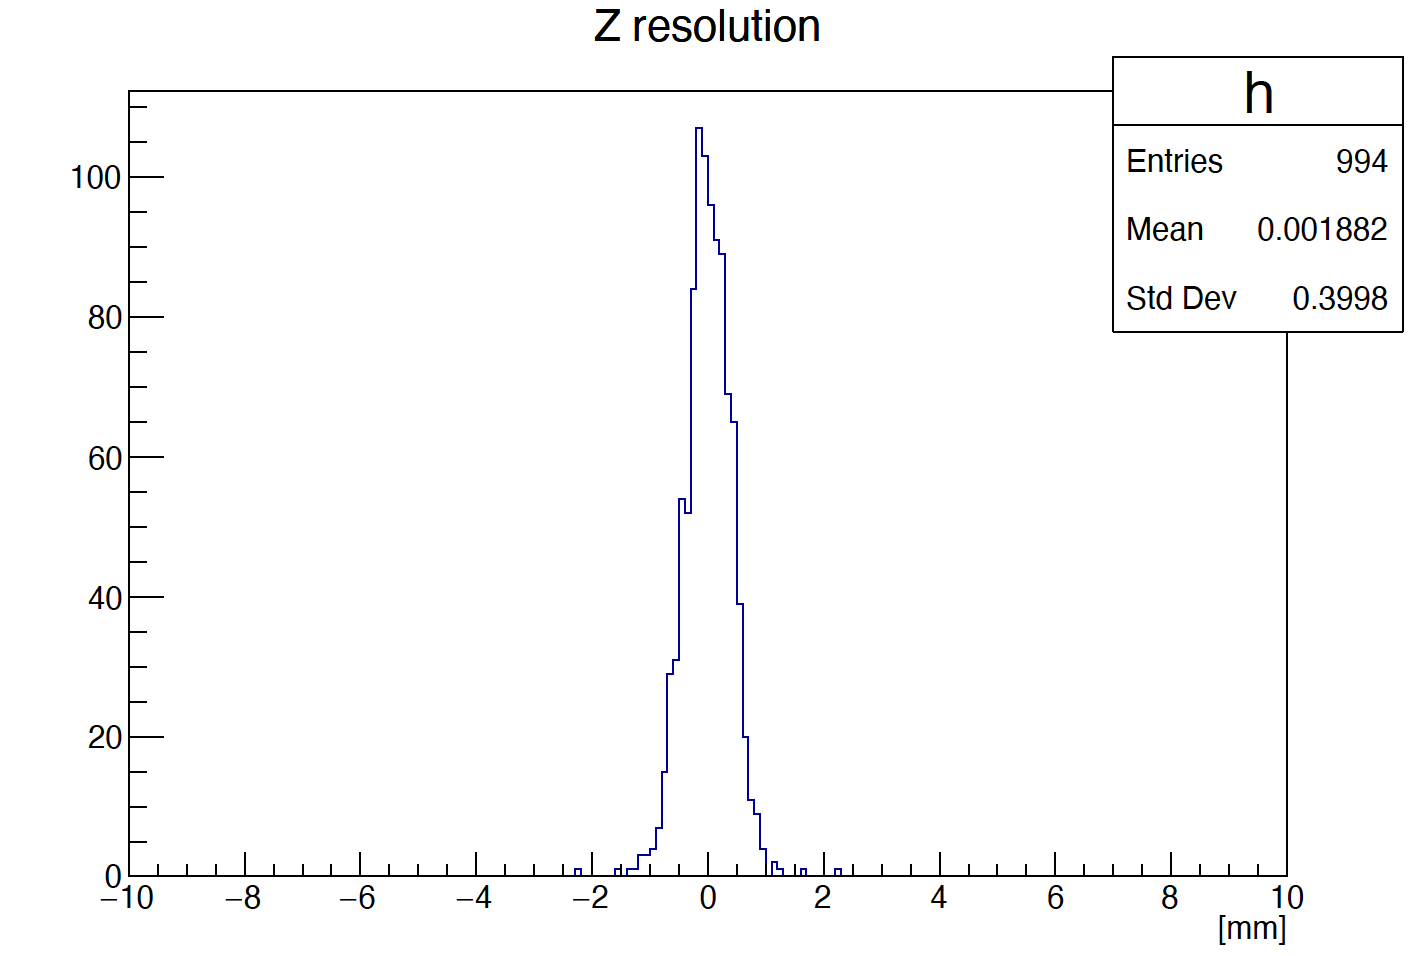 Z resolution
h
Entries 994
Mean 0.001882
Std Dev 0.3998
100
80
60
40
20
0
−10 −8 −6 −4 −2 0 2 4 6 8 10
[mm]